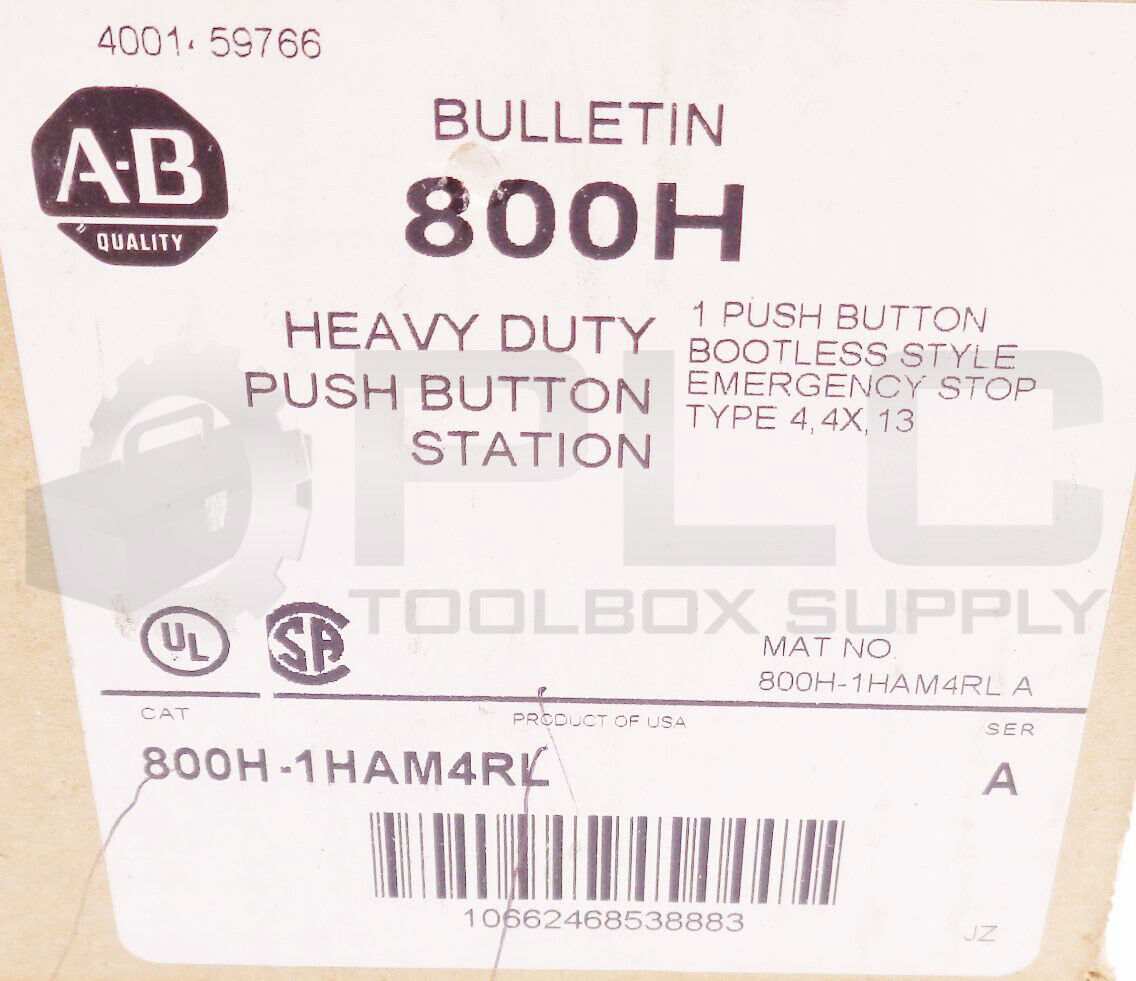 4001. 59766
A-B
QUALITY
BULLETIN
800H
HEAVY DUTY
PUSH BUTTON
STATION
1 PUSH BUTTON
BOOTLESS STYLE
EMERGENCY STOP
TYPE 4, 4X, 13
PLC
TOOLBOX SUPPLY
UL
SA
MAT NO.
800H-1HAM4RL A
CAT
PRODUCT OF USA
SER
800H-1HAM4RL
A
10662468538883
JZ